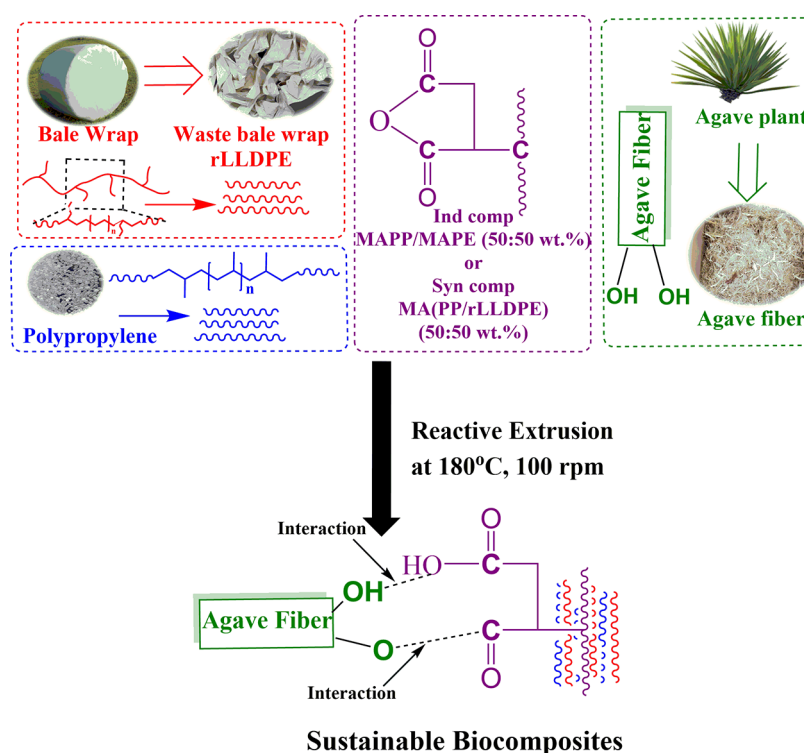 Bale Wrap
Waste bale wrap
rLLDPE
n
Polypropylene
n
O
O
C
C
C
O
Ind comp
MAPP/MAPE (50:50 wt.%)
or
Syn comp
MA(PP/rLLDPE)
(50:50 wt.%)
Agave plant
Agave Fiber
OH
OH
Agave fiber
Reactive Extrusion
at 180ºC, 100 rpm
Interaction
O
HO
C
OH
Agave Fiber
O
C
O
Interaction
Sustainable Biocomposites